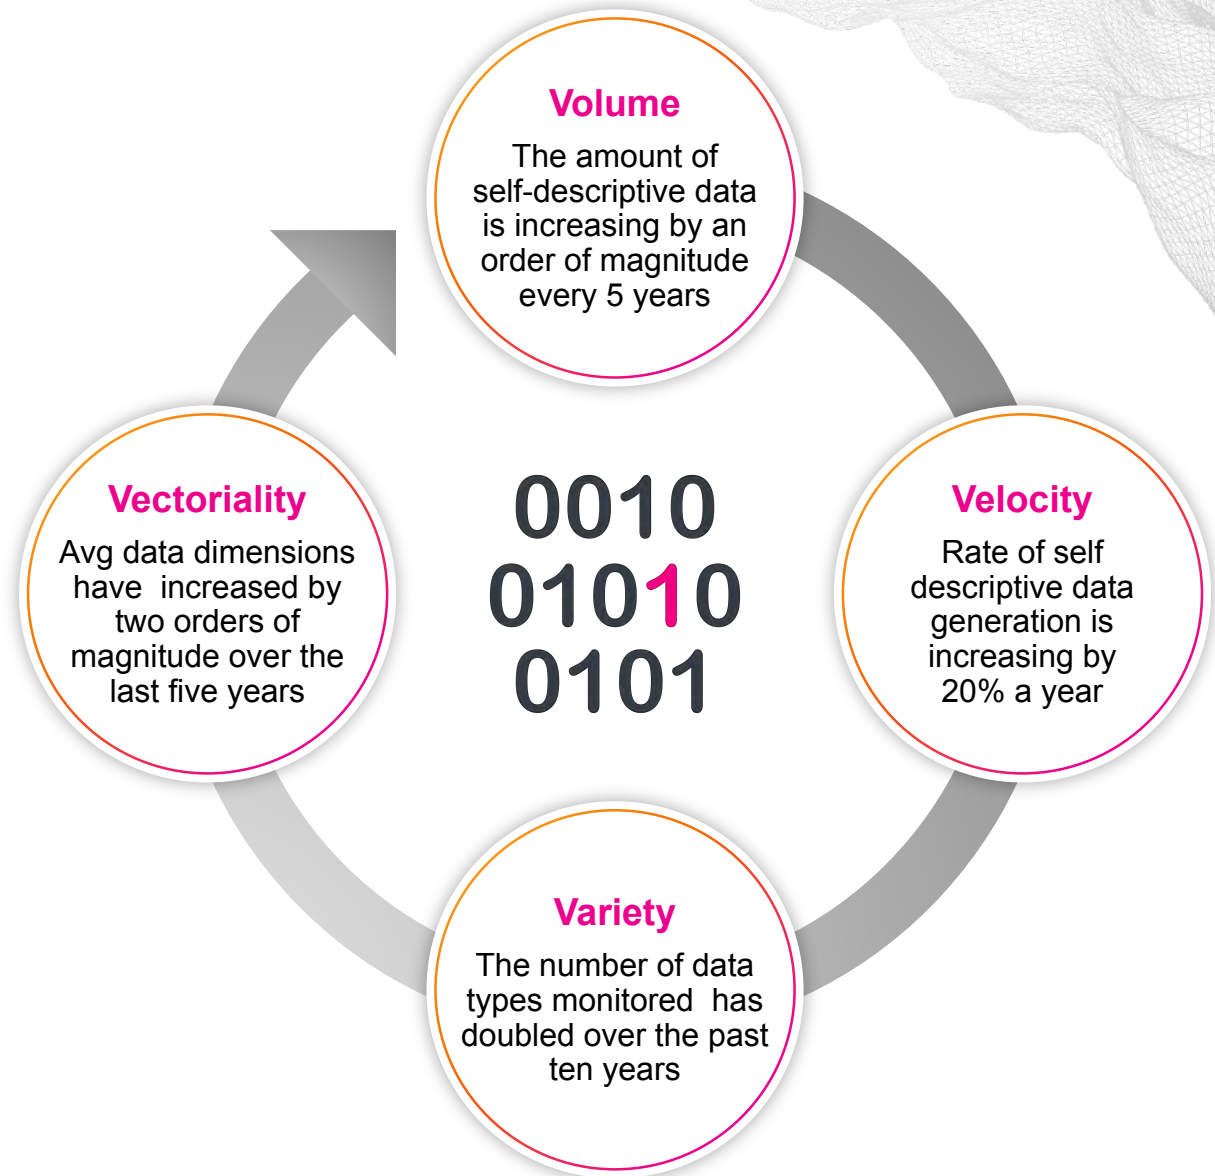 Volume
The amount of
self-descriptive data
is increasing by an
order of magnitude
every 5 years
Vectoriality
Avg data dimensions
have  increased by
two orders of
magnitude over the
last five years
0010
01010
0101
Velocity
Rate of self
descriptive data
generation is
increasing by
20% a year
Variety
The number of data
types monitored  has
doubled over the past
ten years